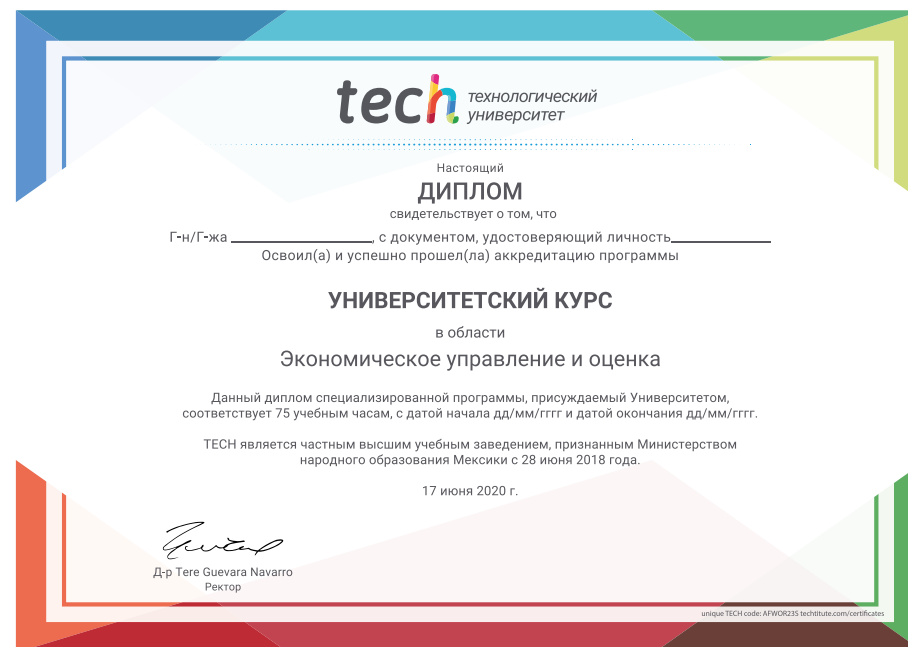 tech технологический
университет
Настоящий
ДИПЛОМ
свидетельствует о том, что
Г-н/Г-жа ____________________, с документом, удостоверяющий личность______________
Освоил(а) и успешно прошел(ла) аккредитацию программы
УНИВЕРСИТЕТСКИЙ КУРС
в области
Экономическое управление и оценка
Данный диплом специализированной программы, присуждаемый Университетом,
соответствует 75 учебным часам, с датой начала дд/мм/гггг и датой окончания дд/мм/гггг.
TECH является частным высшим учебным заведением, признанным Министерством
народного образования Мексики с 28 июня 2018 года.
17 июня 2020 г.
Д-р Tere Guevara Navarro
Ректор
unique TECH code: AFWOR235 techtitute.com/certificates